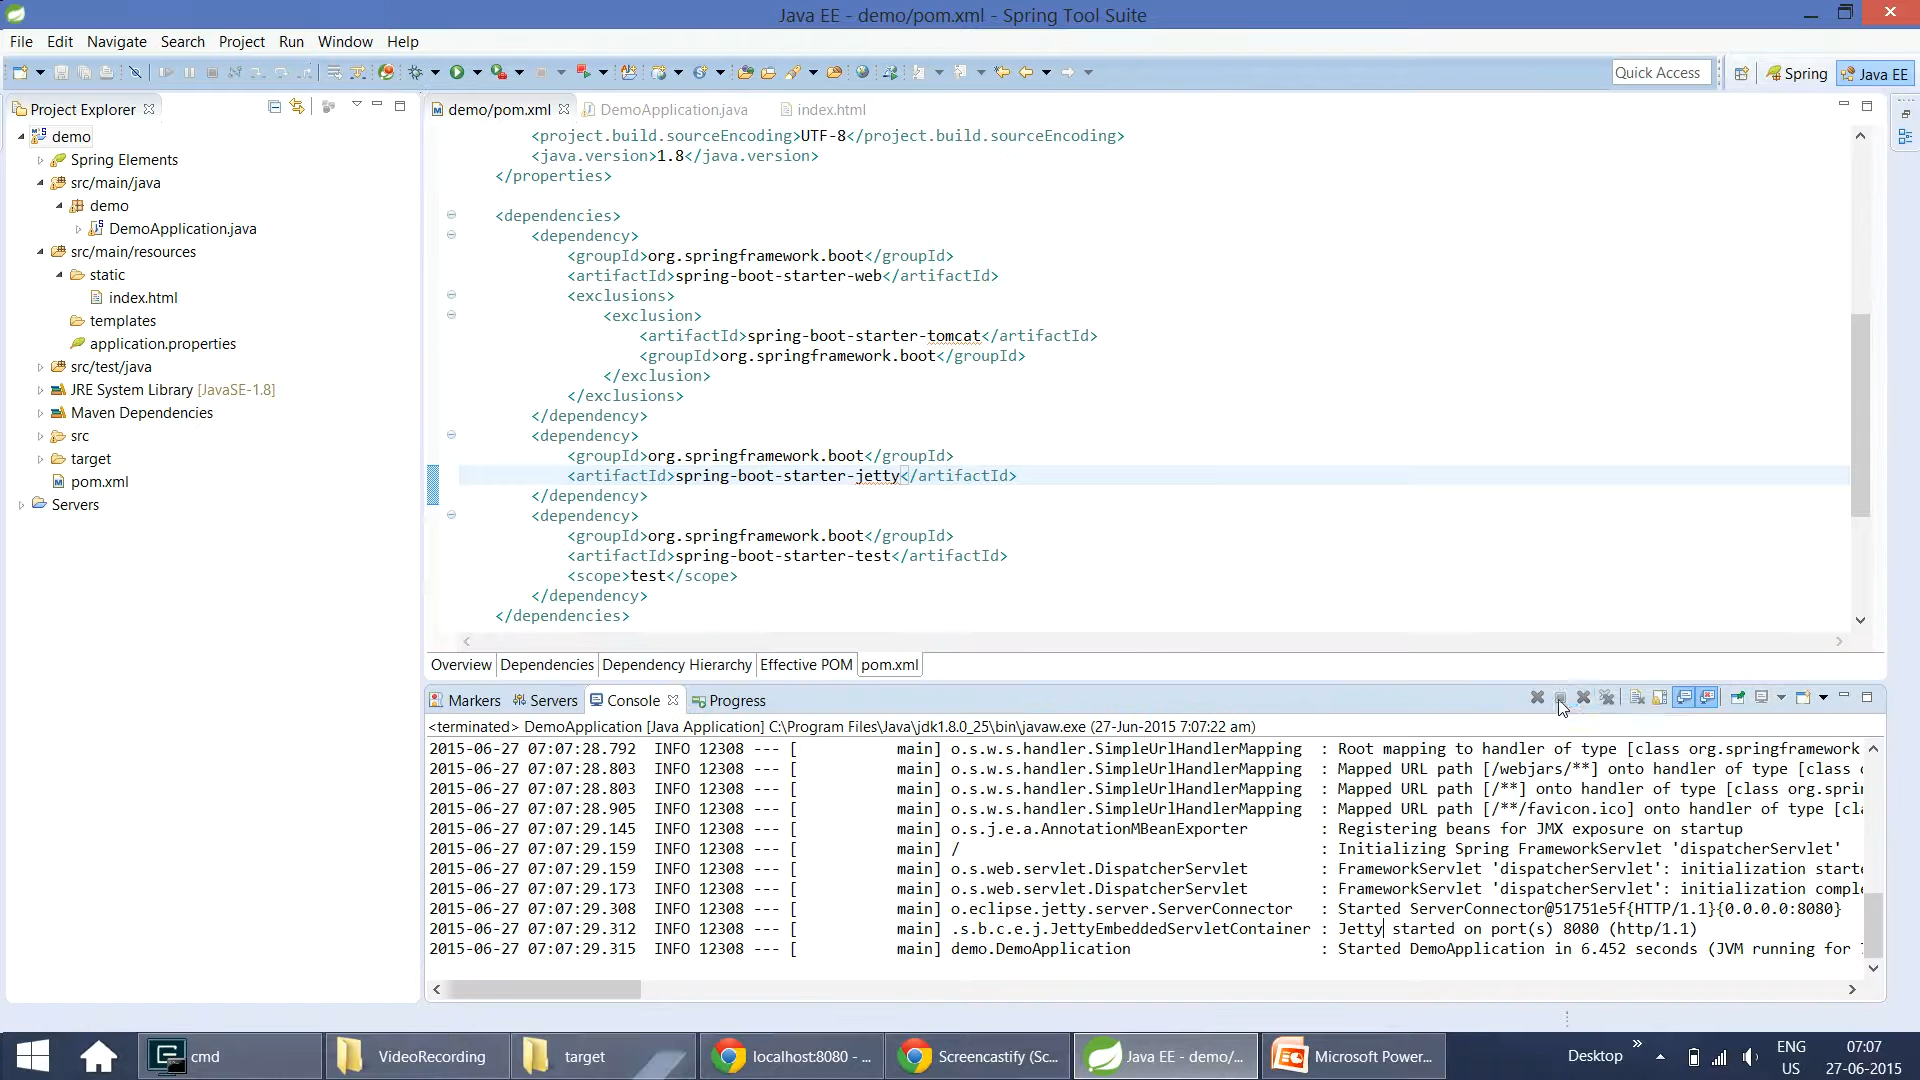 Java EE - demo/pom.xml - Spring Tool Suite
File Edit Navigate Search Project Run Window Help
Quick Access
Spring
Java EE
Project Explorer
demo
Spring Elements
src/main/java
demo
DemoApplication.java
src/main/resources
static
index.html
templates
application.properties
src/test/java
JRE System Library [JavaSE-1.8]
Maven Dependencies
src
target
pom.xml
Servers
demo/pom.xml DemoApplication.java index.html
<project.build.sourceEncoding>UTF-8</project.build.sourceEncoding>
<java.version>1.8</java.version>
</properties>
<dependencies>
<dependency>
<groupId>org.springframework.boot</groupId>
<artifactId>spring-boot-starter-web</artifactId>
<exclusions>
<exclusion>
<artifactId>spring-boot-starter-tomcat</artifactId>
<groupId>org.springframework.boot</groupId>
</exclusion>
</exclusions>
</dependency>
<dependency>
<groupId>org.springframework.boot</groupId>
<artifactId>spring-boot-starter-jetty</artifactId>
</dependency>
<dependency>
<groupId>org.springframework.boot</groupId>
<artifactId>spring-boot-starter-test</artifactId>
<scope>test</scope>
</dependency>
</dependencies>
Overview Dependencies Dependency Hierarchy Effective POM pom.xml
Markers Servers Console Progress
<terminated> DemoApplication [Java Application] C:\Program Files\Java\jdk1.8.0_25\bin\javaw.exe (27-Jun-2015 7:07:22 am)
2015-06-27 07:07:28.792 INFO 12308 --- [ main] o.s.w.s.handler.SimpleUrlHandlerMapping : Root mapping to handler of type [class org.springframework
2015-06-27 07:07:28.803 INFO 12308 --- [ main] o.s.w.s.handler.SimpleUrlHandlerMapping : Mapped URL path [/webjars/**] onto handler of type [class o
2015-06-27 07:07:28.803 INFO 12308 --- [ main] o.s.w.s.handler.SimpleUrlHandlerMapping : Mapped URL path [/**] onto handler of type [class org.sprin
2015-06-27 07:07:28.905 INFO 12308 --- [ main] o.s.w.s.handler.SimpleUrlHandlerMapping : Mapped URL path [/**/favicon.ico] onto handler of type [cla
2015-06-27 07:07:29.145 INFO 12308 --- [ main] o.s.j.e.a.AnnotationMBeanExporter : Registering beans for JMX exposure on startup
2015-06-27 07:07:29.159 INFO 12308 --- [ main] / : Initializing Spring FrameworkServlet 'dispatcherServlet'
2015-06-27 07:07:29.159 INFO 12308 --- [ main] o.s.web.servlet.DispatcherServlet : FrameworkServlet 'dispatcherServlet': initialization starte
2015-06-27 07:07:29.173 INFO 12308 --- [ main] o.s.web.servlet.DispatcherServlet : FrameworkServlet 'dispatcherServlet': initialization comple
2015-06-27 07:07:29.308 INFO 12308 --- [ main] o.eclipse.jetty.server.ServerConnector : Started ServerConnector@51751e5f{HTTP/1.1}{0.0.0.0:8080}
2015-06-27 07:07:29.312 INFO 12308 --- [ main] .s.b.c.e.j.JettyEmbeddedServletContainer : Jetty started on port(s) 8080 (http/1.1)
2015-06-27 07:07:29.315 INFO 12308 --- [ main] demo.DemoApplication : Started DemoApplication in 6.452 seconds (JVM running for
cmd VideoRecording target localhost:8080 - ... Screencastify (Sc... Java EE - demo/... Microsoft Power... Desktop
ENG
US
07:07
27-06-2015